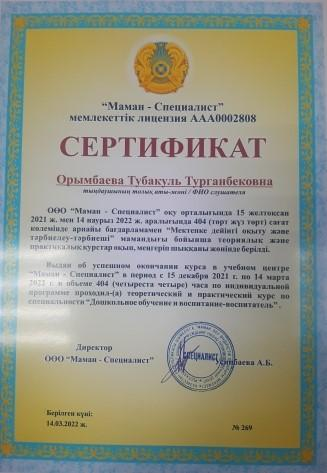 "Маман - Специалист"
мемлекеттік лицензия ААА0002808
СЕРТИФИКАТ
Орымбаева Тубакуль Турганбековна
тыңдаушының толық аты-жөні / ФИО слушателя
ООО "Маман - Специалист" оқу орталығында 15 желтоқсан
2021 ж. мен 14 наурыз 2022 ж. аралығында 404 (төрт жүз төрт) сағат
көлемінде арнайы бағдарламамен "Мектепке дейінгі оқыту және
тәрбиелеу-тәрбиеші" мамандығы бойынша теориялық және
практикалық курстар оқып, меңгеріп шыққаны жөнінде берілді.
Выдан об успешном окончании курса в учебном центре
"Маман - Специалист" в период с 15 декабря 2021 г. по 14 марта
2022 г. в объеме 404 (четыреста четыре) часа по индивидуальной
программе проходил-(а) теоретический и практический курс по
специальности "Дошкольное обучение и воспитание-воспитатель" .
Директор
ООО "Маман - Специалист"
СПЕЦИАЛИСТ
А.Б.
Берілген күні:
14.03.2022 ж.
№ 269